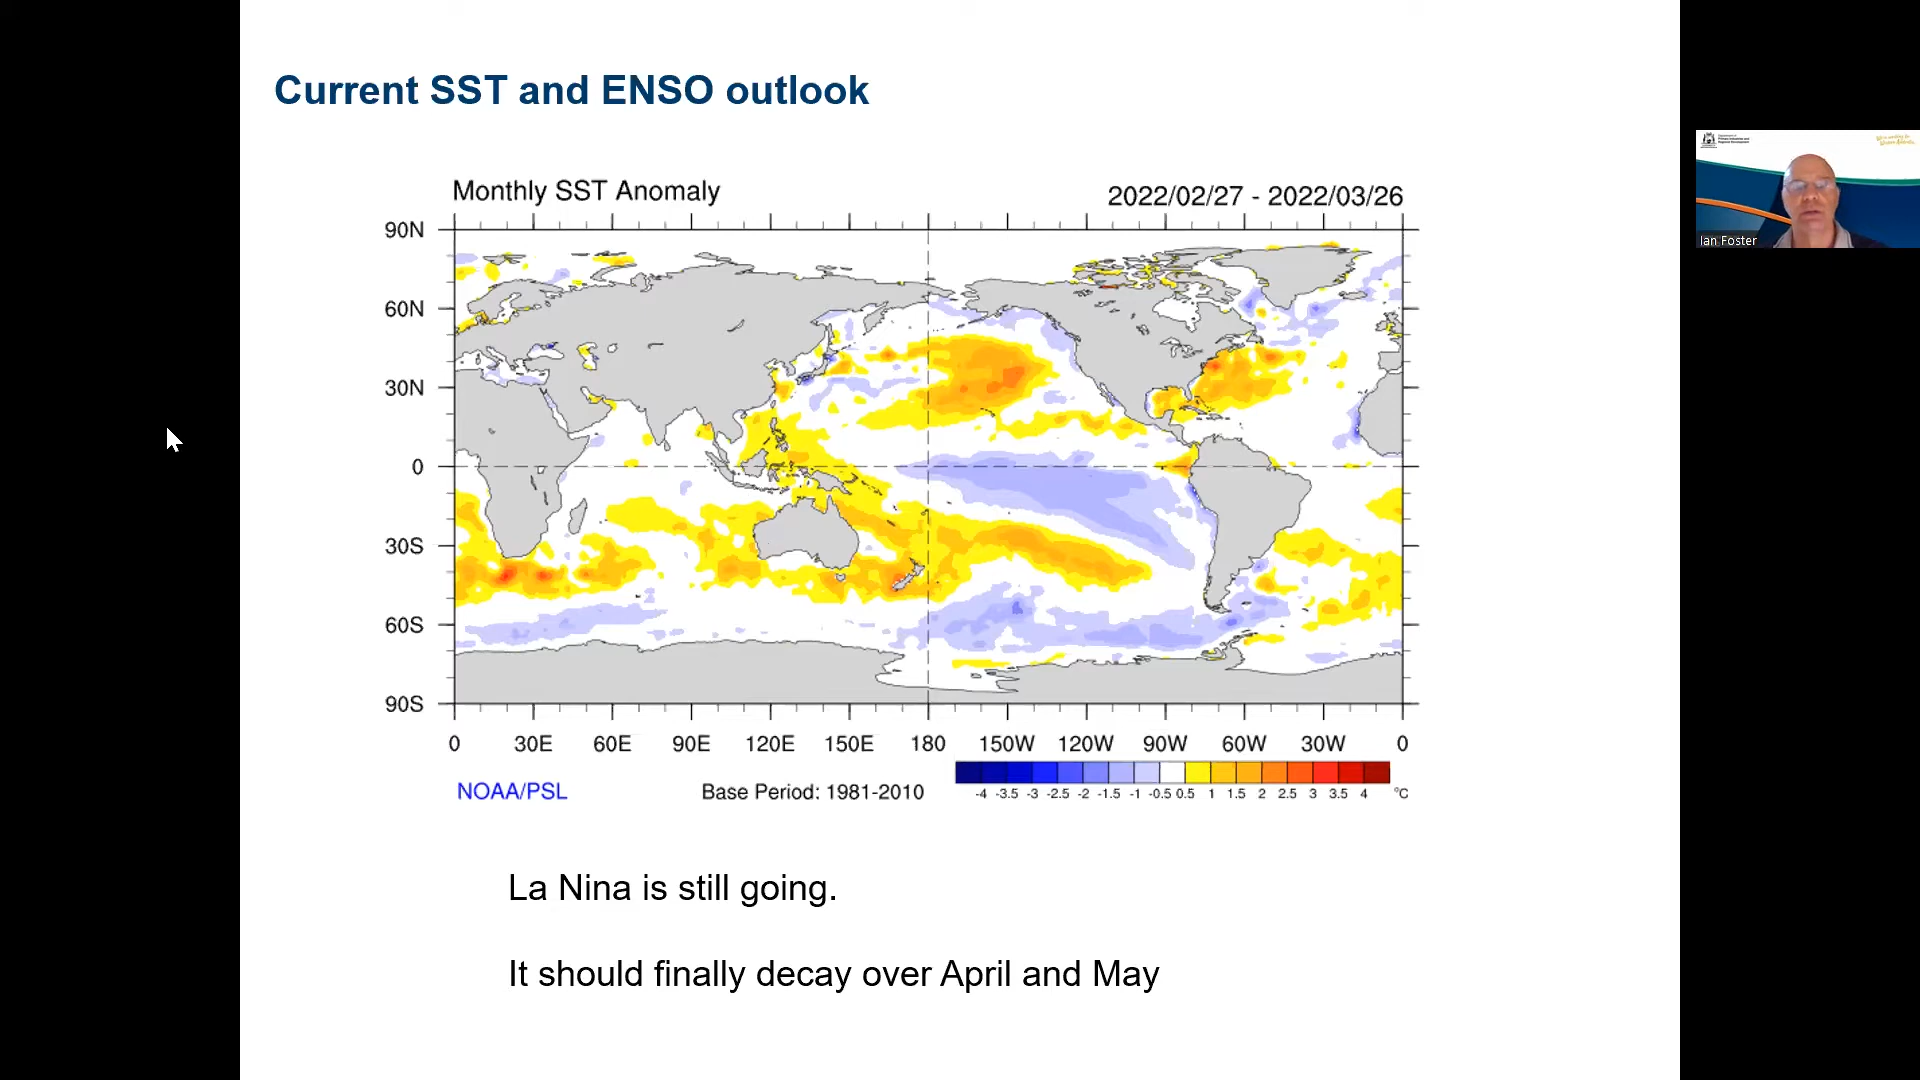 Current SST and ENSO outlook
Monthly SST Anomaly
2022/02/27 - 2022/03/26
90N
60N
30N
0
30S
60S
90S
0 30E 60E 90E 120E 150E 180 150W 120W 90W 60W 30W 0
NOAA/PSL
Base Period: 1981-2010
-4 -3.5 -3 -2.5 -2 -1.5 -1 -0.5 0.5 1 1.5 2 2.5 3 3.5 4 °C
La Nina is still going.
It should finally decay over April and May
Ian Foster